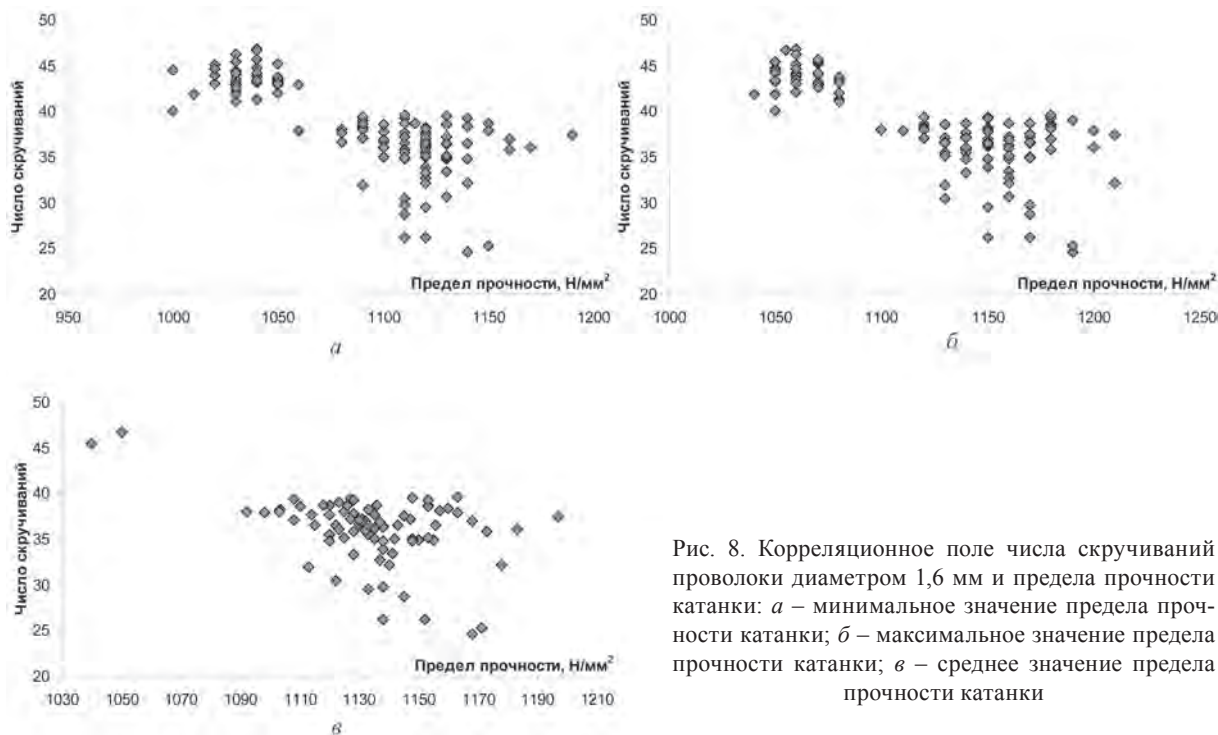 50
45
40
35
30
25
20
Число скручиваний
Предел прочности, Н/мм²
950 1000 1050 1100 1150 1200
а
50
45
40
35
30
25
20
Число скручиваний
Предел прочности, Н/мм²
1000 1050 1100 1150 1200 1250
б
50
45
40
35
30
25
20
Число скручиваний
Предел прочности, Н/мм²
1030 1050 1070 1090 1110 1130 1150 1170 1190 1210
в
Рис. 8. Корреляционное поле числа скручиваний
проволоки диаметром 1,6 мм и предела прочности
катанки: а – минимальное значение предела проч-
ности катанки; б – максимальное значение предела
прочности катанки; в – среднее значение предела
прочности катанки